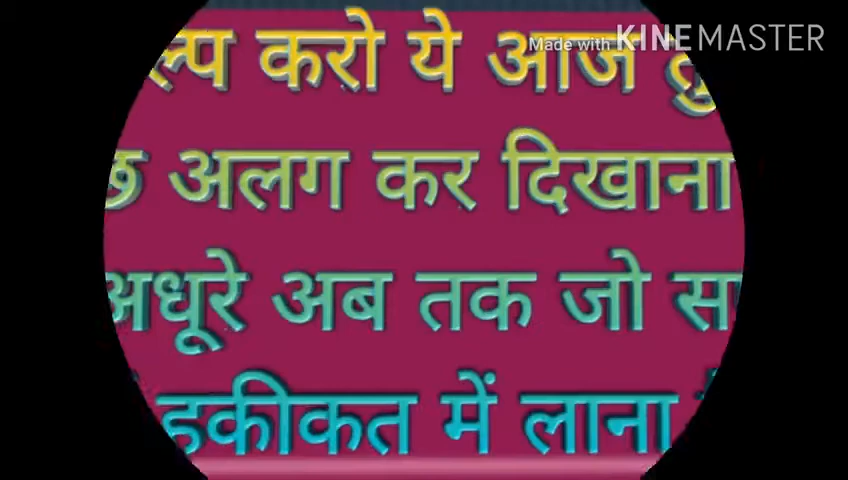 Made with KINEMASTER
करो ये आज
अलग कर दिखाना
अधूरे अब तक जो
हकीकत में लाना